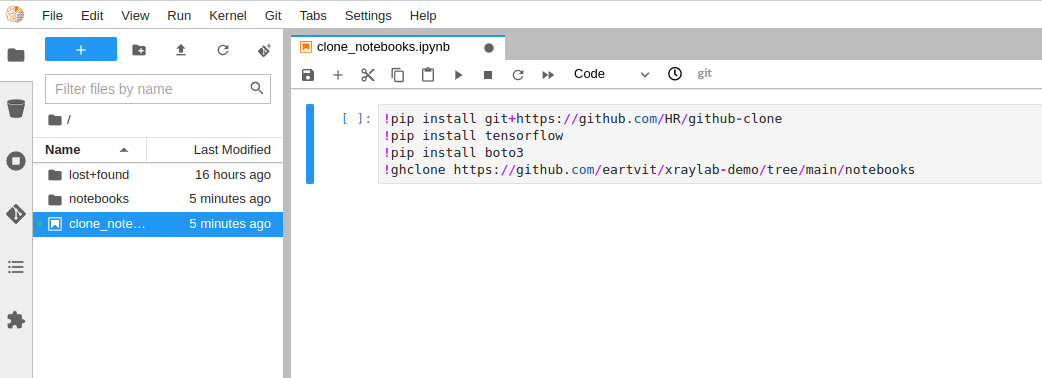 File Edit View Run Kernel Git Tabs Settings Help
+
Filter files by name
/
Name Last Modified
lost+found 16 hours ago
notebooks 5 minutes ago
clone_note… 5 minutes ago
clone_notebooks.ipynb
Code git
[ ]:
!pip install git+https://github.com/HR/github-clone
!pip install tensorflow
!pip install boto3
!ghclone https://github.com/eartvit/xraylab-demo/tree/main/notebooks